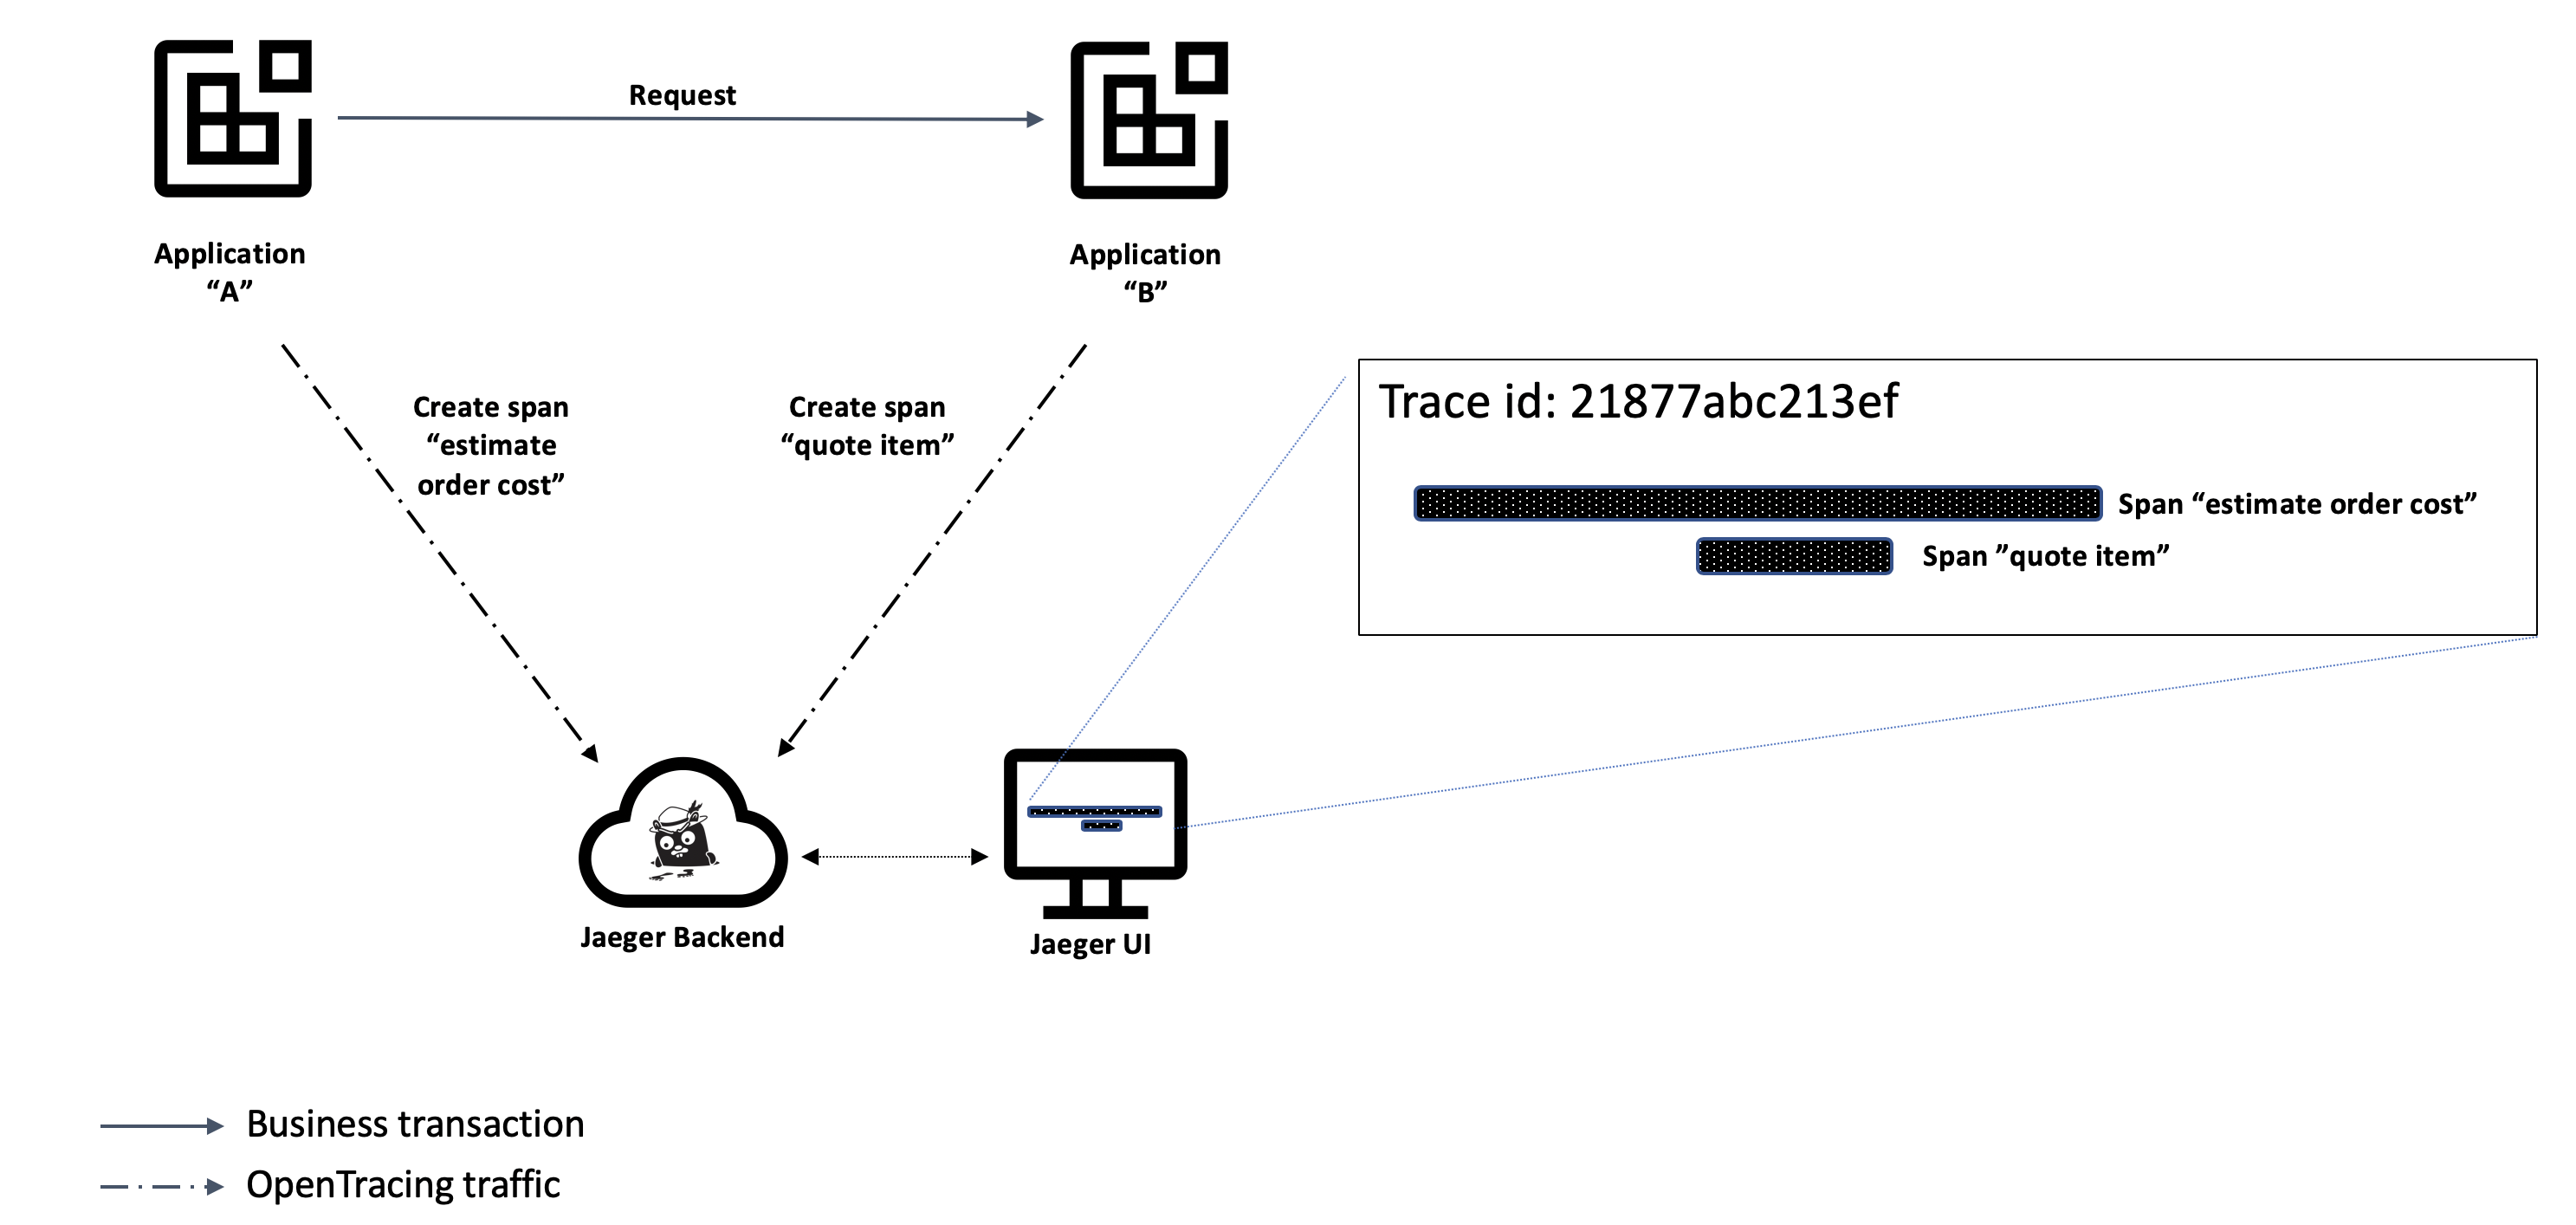 Request
Application
“A”
Application
“B”
Create span
“estimate
order cost”
Create span
“quote item”
Trace id: 21877abc213ef
Span “estimate order cost”
Span ”quote item”
Jaeger Backend
Jaeger UI
Business transaction
OpenTracing traffic